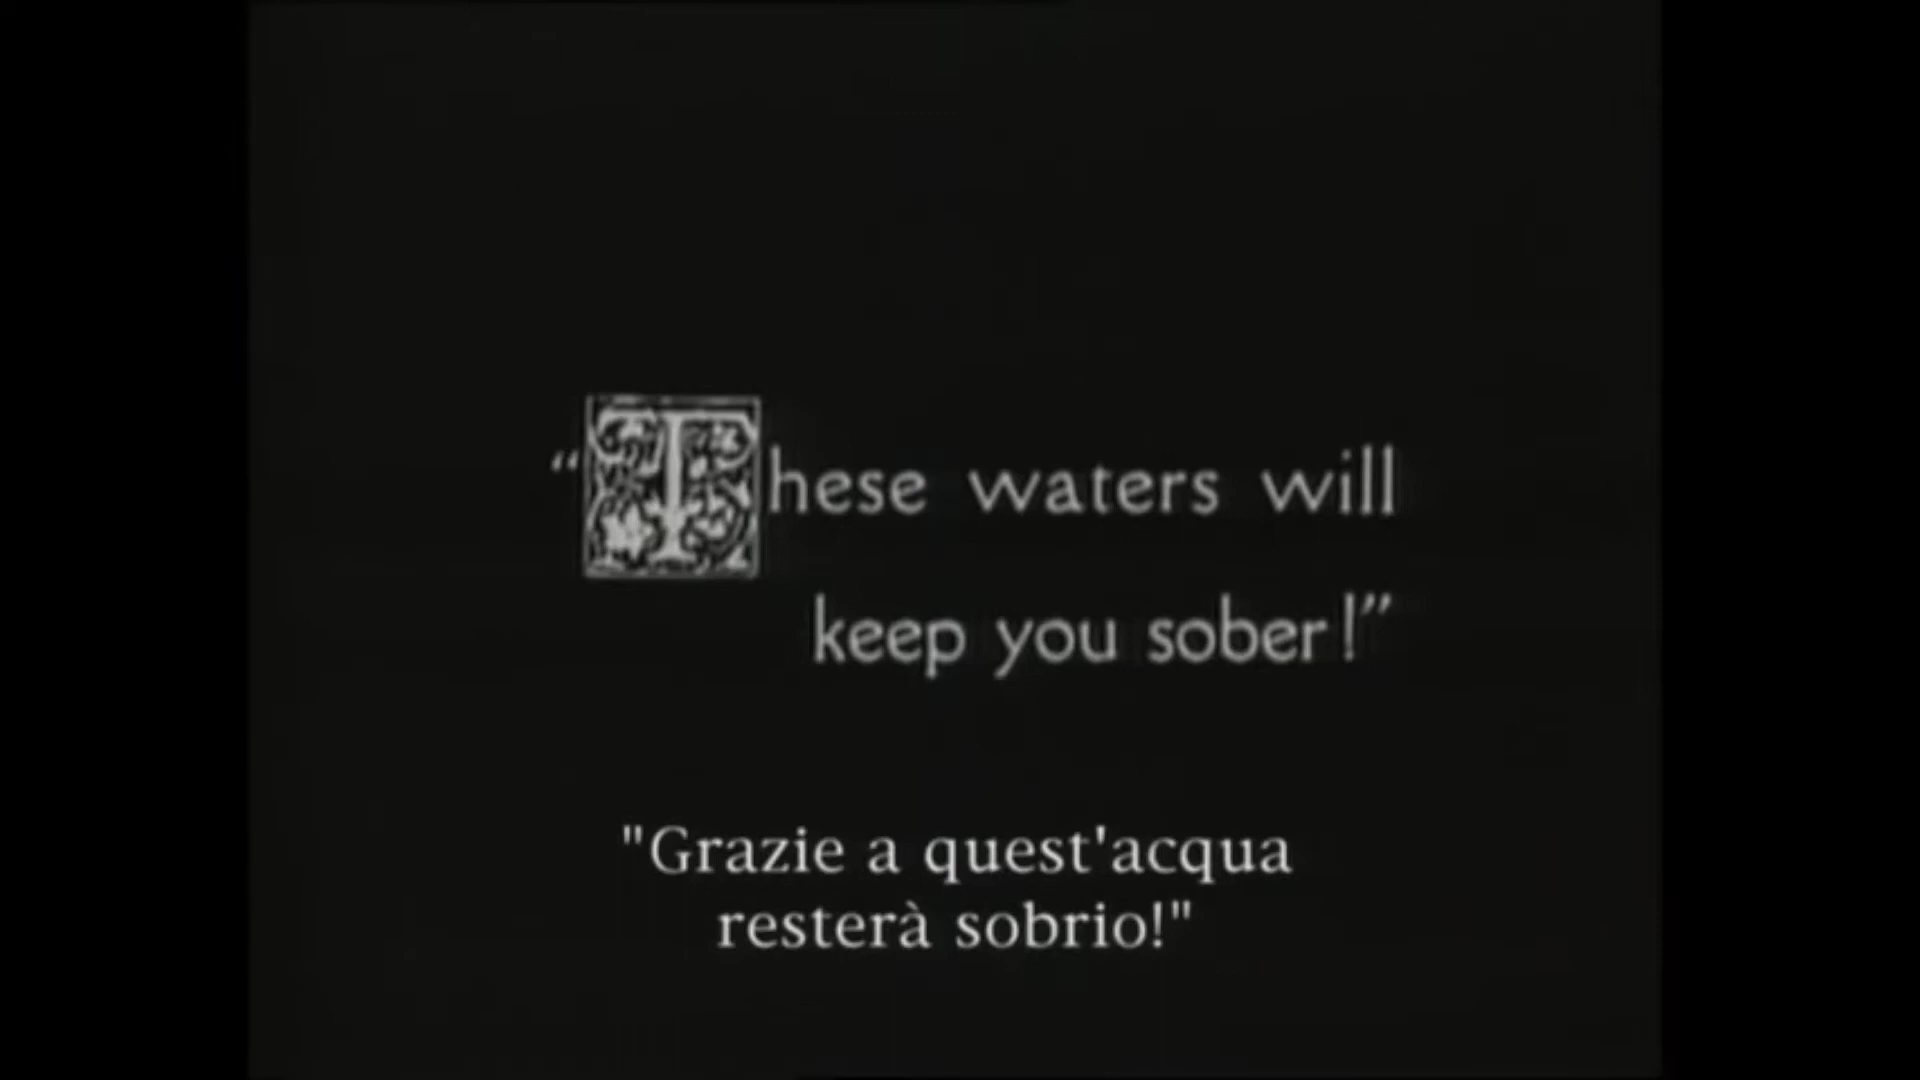 “These waters will
keep you sober!”
"Grazie a quest'acqua
resterà sobrio!"